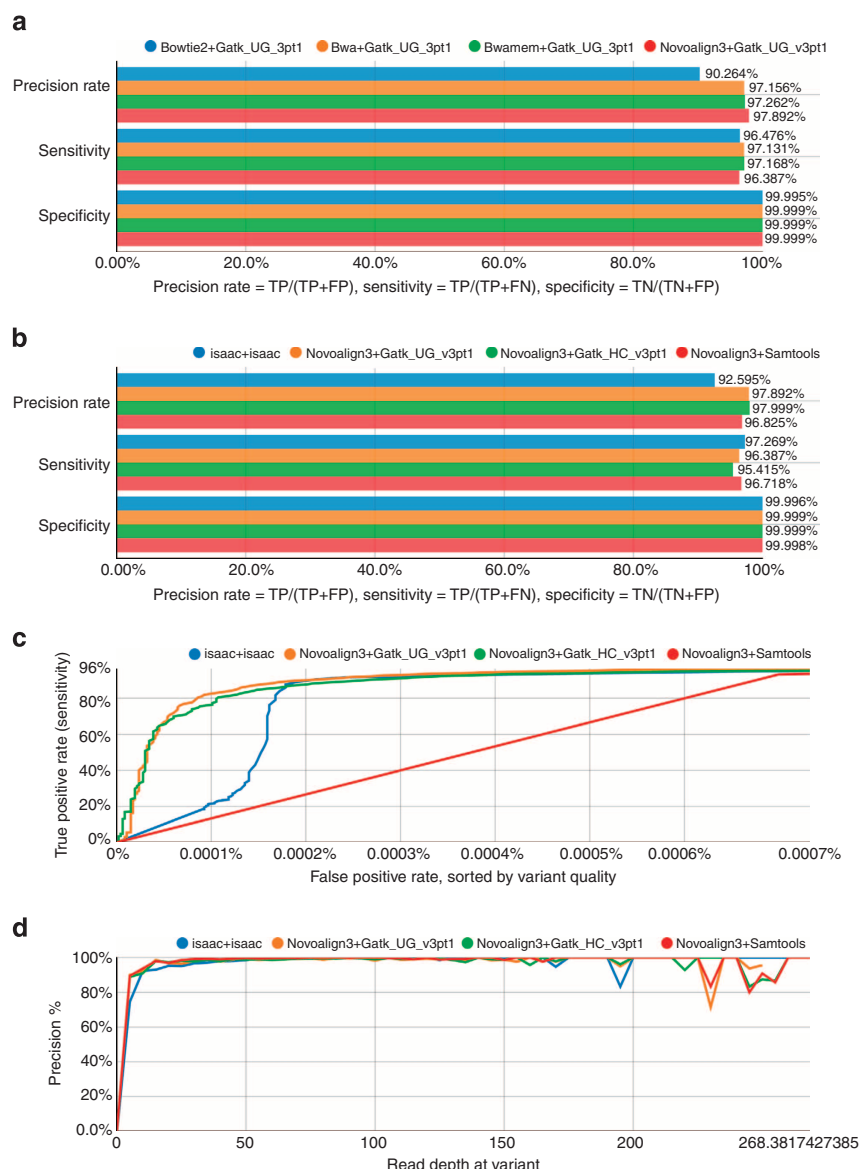 a
Bowtie2+Gatk_UG_3pt1 Bwa+Gatk_UG_3pt1 Bwamem+Gatk_UG_3pt1 Novoalign3+Gatk_UG_v3pt1
Precision rate
90.264%
97.156%
97.262%
97.892%
Sensitivity
96.476%
97.131%
97.168%
96.387%
Specificity
99.995%
99.999%
99.999%
99.999%
0.00% 20.0% 40.0% 60.0% 80.0% 100%
Precision rate = TP/(TP+FP), sensitivity = TP/(TP+FN), specificity = TN/(TN+FP)
b
isaac+isaac Novoalign3+Gatk_UG_v3pt1 Novoalign3+Gatk_HC_v3pt1 Novoalign3+Samtools
Precision rate
92.595%
97.892%
97.999%
96.825%
Sensitivity
97.269%
96.387%
95.415%
96.718%
Specificity
99.996%
99.999%
99.999%
99.998%
0.00% 20.0% 40.0% 60.0% 80.0% 100%
Precision rate = TP/(TP+FP), sensitivity = TP/(TP+FN), specificity = TN/(TN+FP)
c
isaac+isaac Novoalign3+Gatk_UG_v3pt1 Novoalign3+Gatk_HC_v3pt1 Novoalign3+Samtools
True positive rate (sensitivity)
96%
80%
60%
40%
20%
0%
0% 0.0001% 0.0002% 0.0003% 0.0004% 0.0005% 0.0006% 0.0007%
False positive rate, sorted by variant quality
d
isaac+isaac Novoalign3+Gatk_UG_v3pt1 Novoalign3+Gatk_HC_v3pt1 Novoalign3+Samtools
Precision %
100%
80%
60%
40%
20%
0.0%
0 50 100 150 200 268.3817427385
Read depth at variant